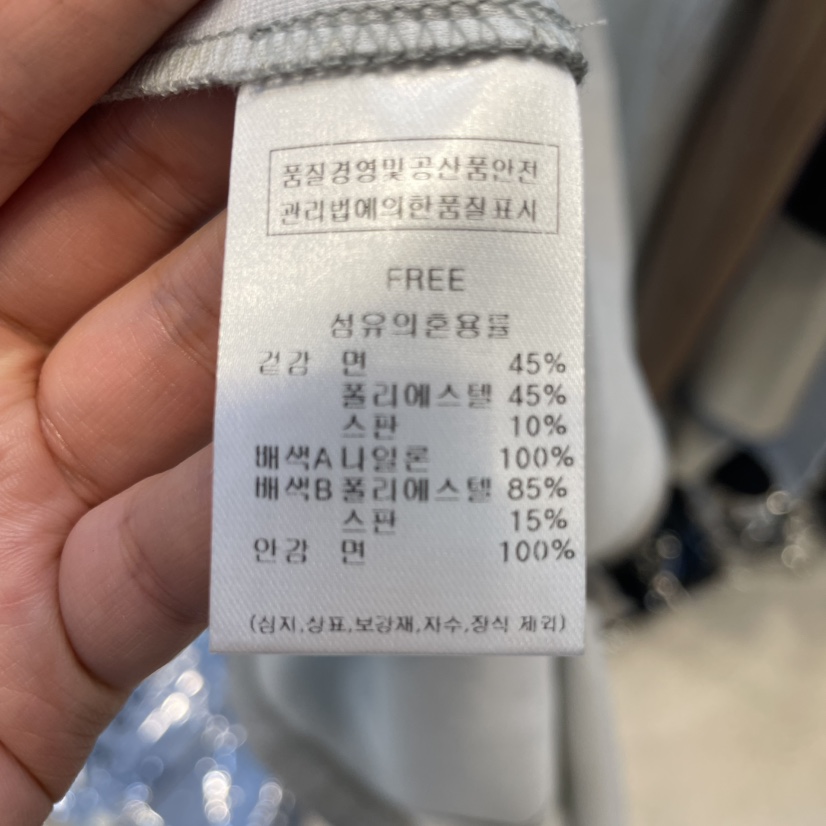 품질경영및공산품안전
관리법에의한품질표시
FREE
섬유의혼용률
겉감 면 45%
폴리에스텔 45%
스판 10%
배색A 나일론 100%
배색B 폴리에스텔 85%
스판 15%
안감 면 100%
(심지,상표,보강재,자수,장식 제외)